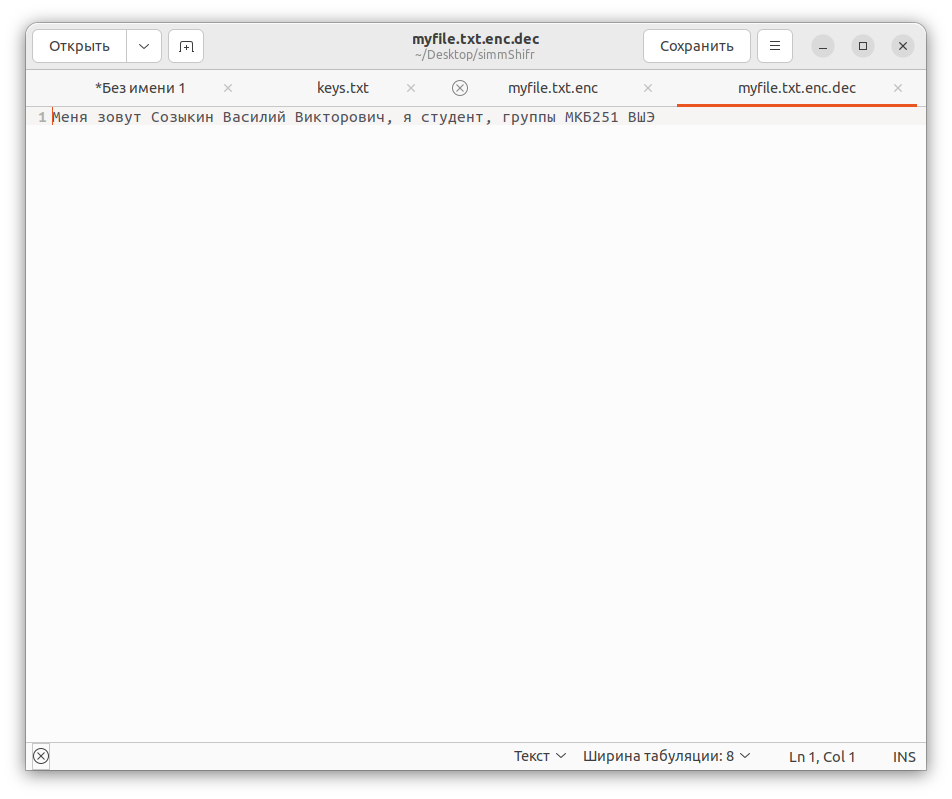 Открыть
myfile.txt.enc.dec
~/Desktop/simmShifr
Сохранить
*Без имени 1
keys.txt
myfile.txt.enc
myfile.txt.enc.dec
1 Меня зовут Созыкин Василий Викторович, я студент, группы МКБ251 ВШЭ
Текст
Ширина табуляции: 8
Ln 1, Col 1
INS